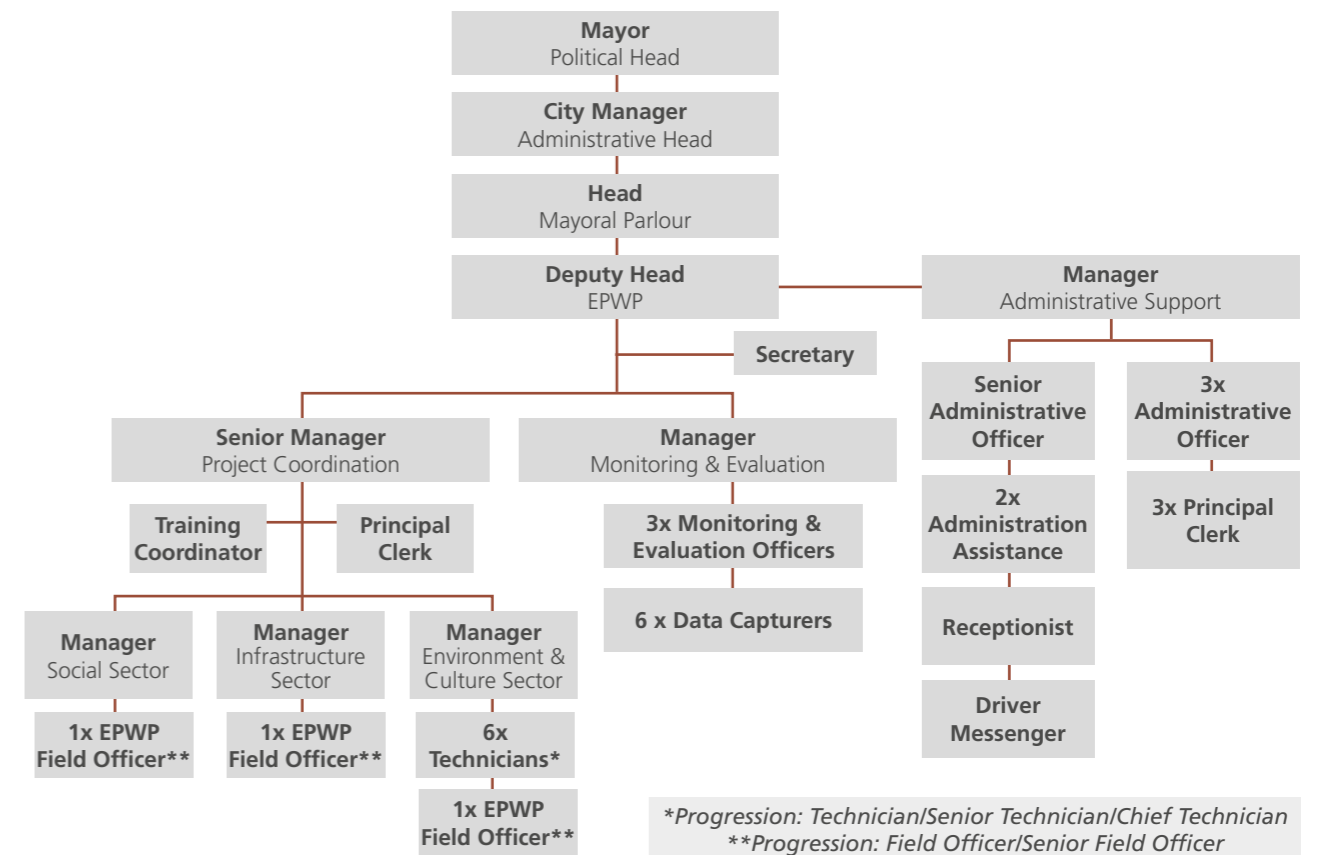 Mayor
Political Head
City Manager
Administrative Head
Head
Mayoral Parlour
Deputy Head
EPWP
Manager
Administrative Support
Secretary
Senior
Administrative
Officer
3x
Administrative
Officer
Senior Manager
Project Coordination
Manager
Monitoring & Evaluation
2x
Administration
Assistance
3x Principal
Clerk
Training
Coordinator
Principal
Clerk
3x Monitoring &
Evaluation Officers
Receptionist
6 x Data Capturers
Manager
Social Sector
Manager
Infrastructure
Sector
Manager
Environment &
Culture Sector
Driver
Messenger
1x EPWP
Field Officer**
1x EPWP
Field Officer**
6x
Technicians*
1x EPWP
Field Officer**
*Progression: Technician/Senior Technician/Chief Technician
**Progression: Field Officer/Senior Field Officer